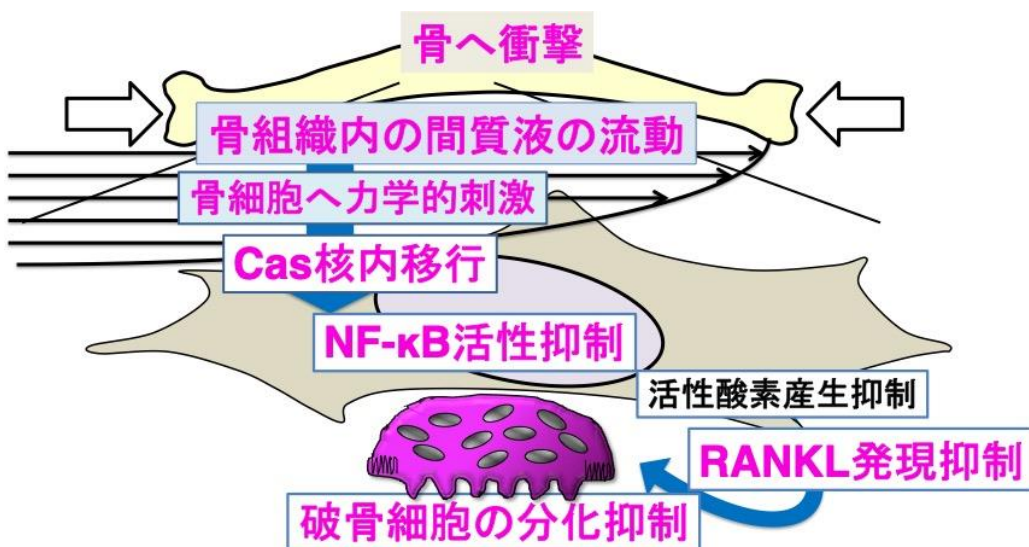 骨へ衝撃
骨組織内の間質液の流動
骨細胞へ力学的刺激
Cas核内移行
NF-κB活性抑制
活性酸素産生抑制
RANKL発現抑制
破骨細胞の分化抑制